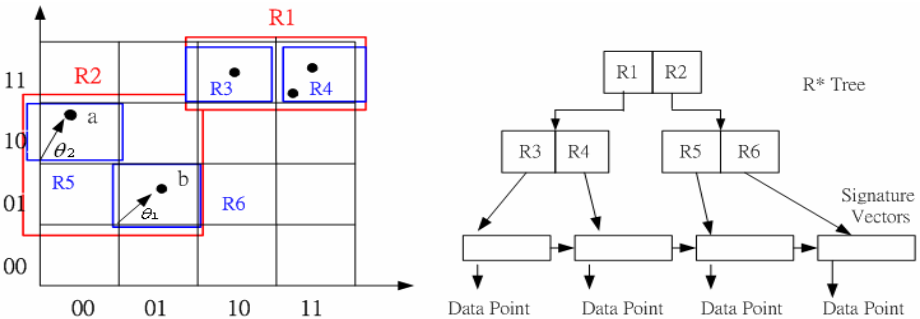 R1
R2
11
R3
R4
a
10
θ2
b
R5
01
θ1
R6
00
00 01 10 11
R1 R2
R* Tree
R3 R4 R5 R6
Signature
Vectors
Data Point Data Point Data Point Data Point